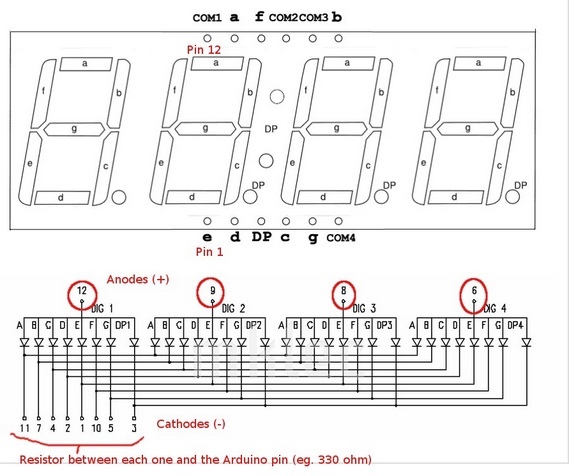 COM1 a f COM2 COM3 b
Pin 12
a a a a
f b f b f b f b
DP
g g g g
e c e c e c e c
DP DP DP
d d d d
e d DP c g COM4
Pin 1
Anodes (+)
12 9 8 6
DIG 1 DIG 2 DIG 3 DIG 4
A B C D E F G DP1 A B C D E F G DP2 A B C D E F G DP3 A B C D E F G DP4
11 7 4 2 1 10 5 3
Cathodes (-)
Resistor between each one and the Arduino pin (eg. 330 ohm)